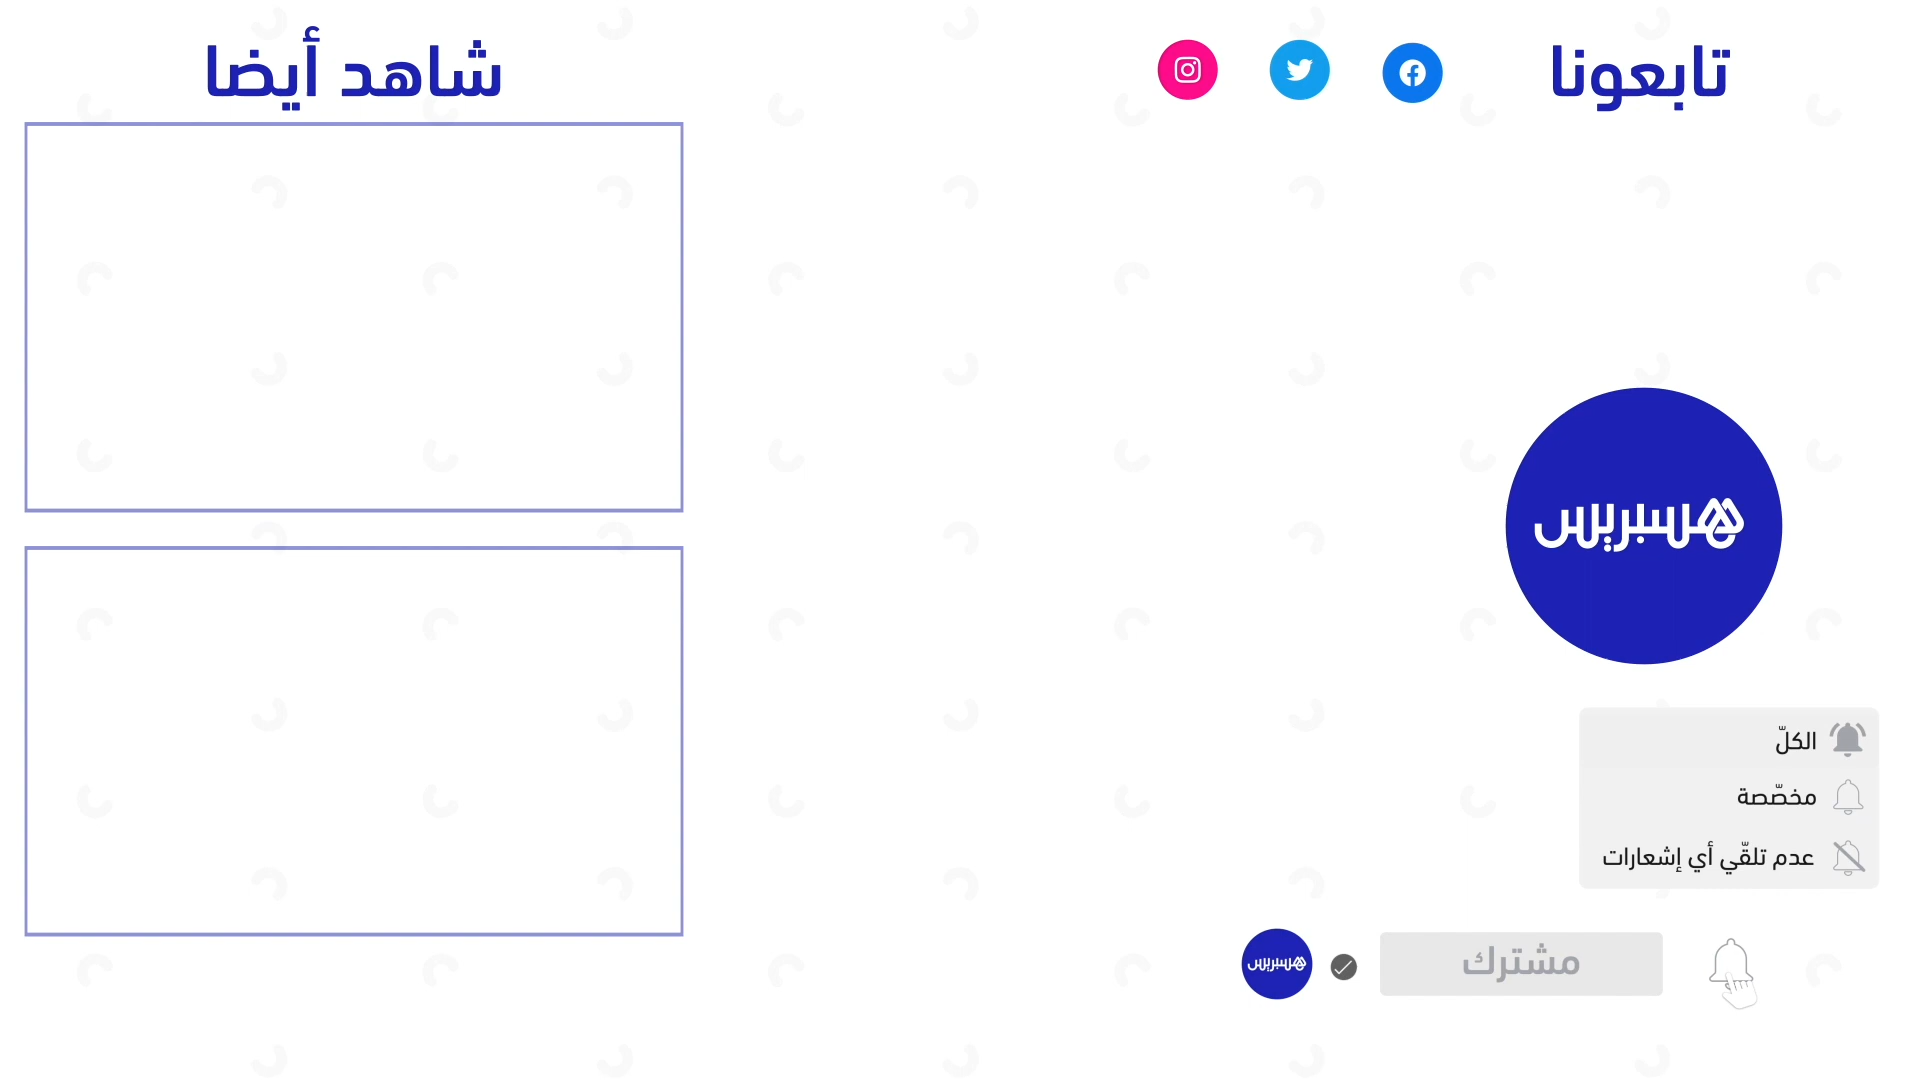 تابعونا
شاهد أيضا
هسبريس
الكلّ
مخصّصة
عدم تلقّي أي إشعارات
هسبريس
مشترك